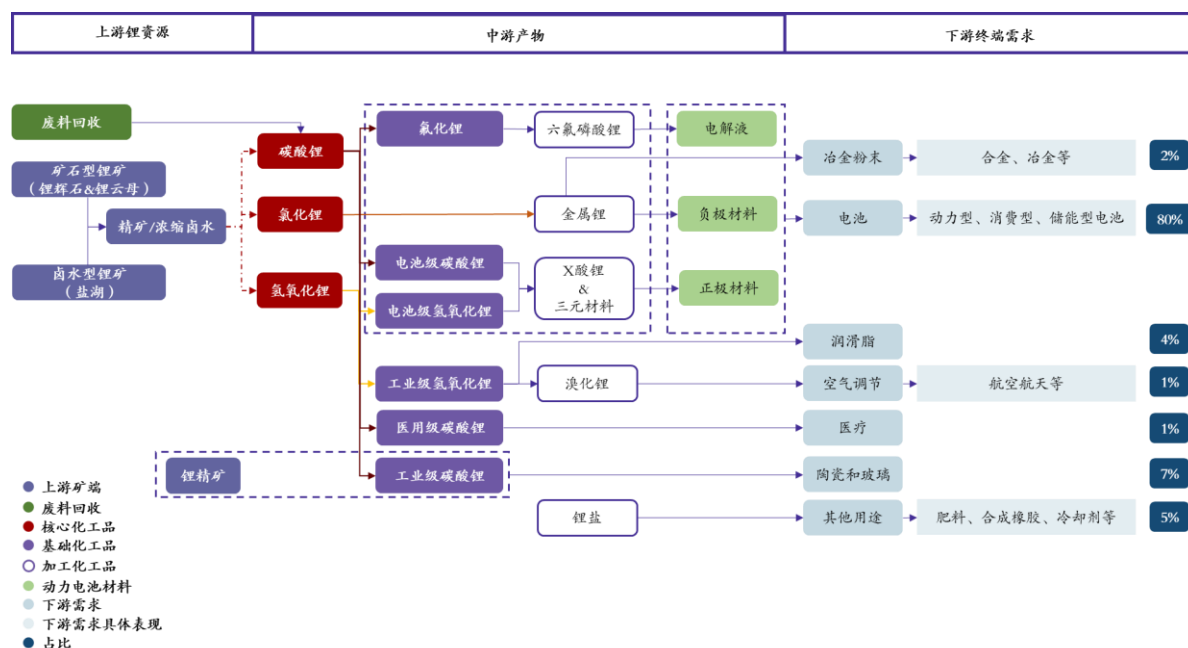 上游锂资源
中游产物
下游终端需求
废料回收
矿石型锂矿
（锂辉石&锂云母）
精矿/浓缩卤水
卤水型锂矿
（盐湖）
碳酸锂
氯化锂
氢氧化锂
氟化锂
六氟磷酸锂
电解液
金属锂
负极材料
电池级碳酸锂
电池级氢氧化锂
X酸锂
&
三元材料
正极材料
工业级氢氧化锂
溴化锂
医用级碳酸锂
锂精矿
工业级碳酸锂
锂盐
冶金粉末
合金、冶金等
2%
电池
动力型、消费型、储能型电池
80%
润滑脂
4%
空气调节
航空航天等
1%
医疗
1%
陶瓷和玻璃
7%
其他用途
肥料、合成橡胶、冷却剂等
5%
上游矿端
废料回收
核心化工品
基础化工品
加工化工品
动力电池材料
下游需求
下游需求具体表现
占比